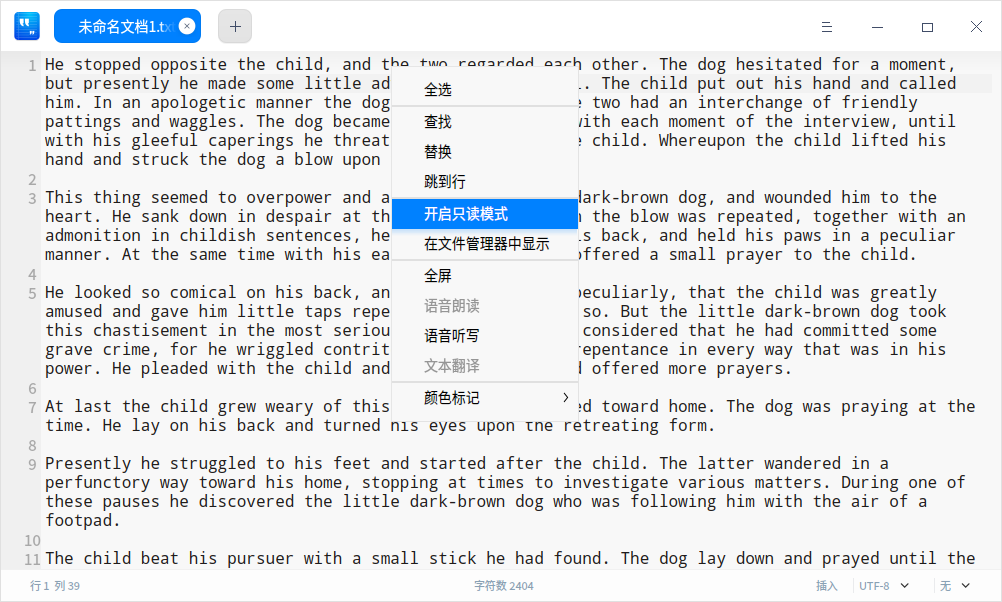 未命名文档1.tx
1 He stopped opposite the child, and the two regarded each other. The dog hesitated for a moment,
but presently he made some little ad . The child put out his hand and called
him. In an apologetic manner the dog two had an interchange of friendly
pattings and waggles. The dog became with each moment of the interview, until
with his gleeful caperings he threat child. Whereupon the child lifted his
hand and struck the dog a blow upon
2
3 This thing seemed to overpower and a dark-brown dog, and wounded him to the
heart. He sank down in despair at th the blow was repeated, together with an
admonition in childish sentences, he s back, and held his paws in a peculiar
manner. At the same time with his ea offered a small prayer to the child.
4
5 He looked so comical on his back, an peculiarly, that the child was greatly
amused and gave him little taps repe so. But the little dark-brown dog took
this chastisement in the most seriou considered that he had committed some
grave crime, for he wriggled contrit repentance in every way that was in his
power. He pleaded with the child and offered more prayers.
6
7 At last the child grew weary of this ed toward home. The dog was praying at the
time. He lay on his back and turned his eyes upon the retreating form.
8
9 Presently he struggled to his feet and started after the child. The latter wandered in a
perfunctory way toward his home, stopping at times to investigate various matters. During one of
these pauses he discovered the little dark-brown dog who was following him with the air of a
footpad.
10
11 The child beat his pursuer with a small stick he had found. The dog lay down and prayed until the
全选
查找
替换
跳到行
开启只读模式
在文件管理器中显示
全屏
语音朗读
语音听写
文本翻译
颜色标记
行 1 列 39
字符数 2404
插入
UTF-8
无